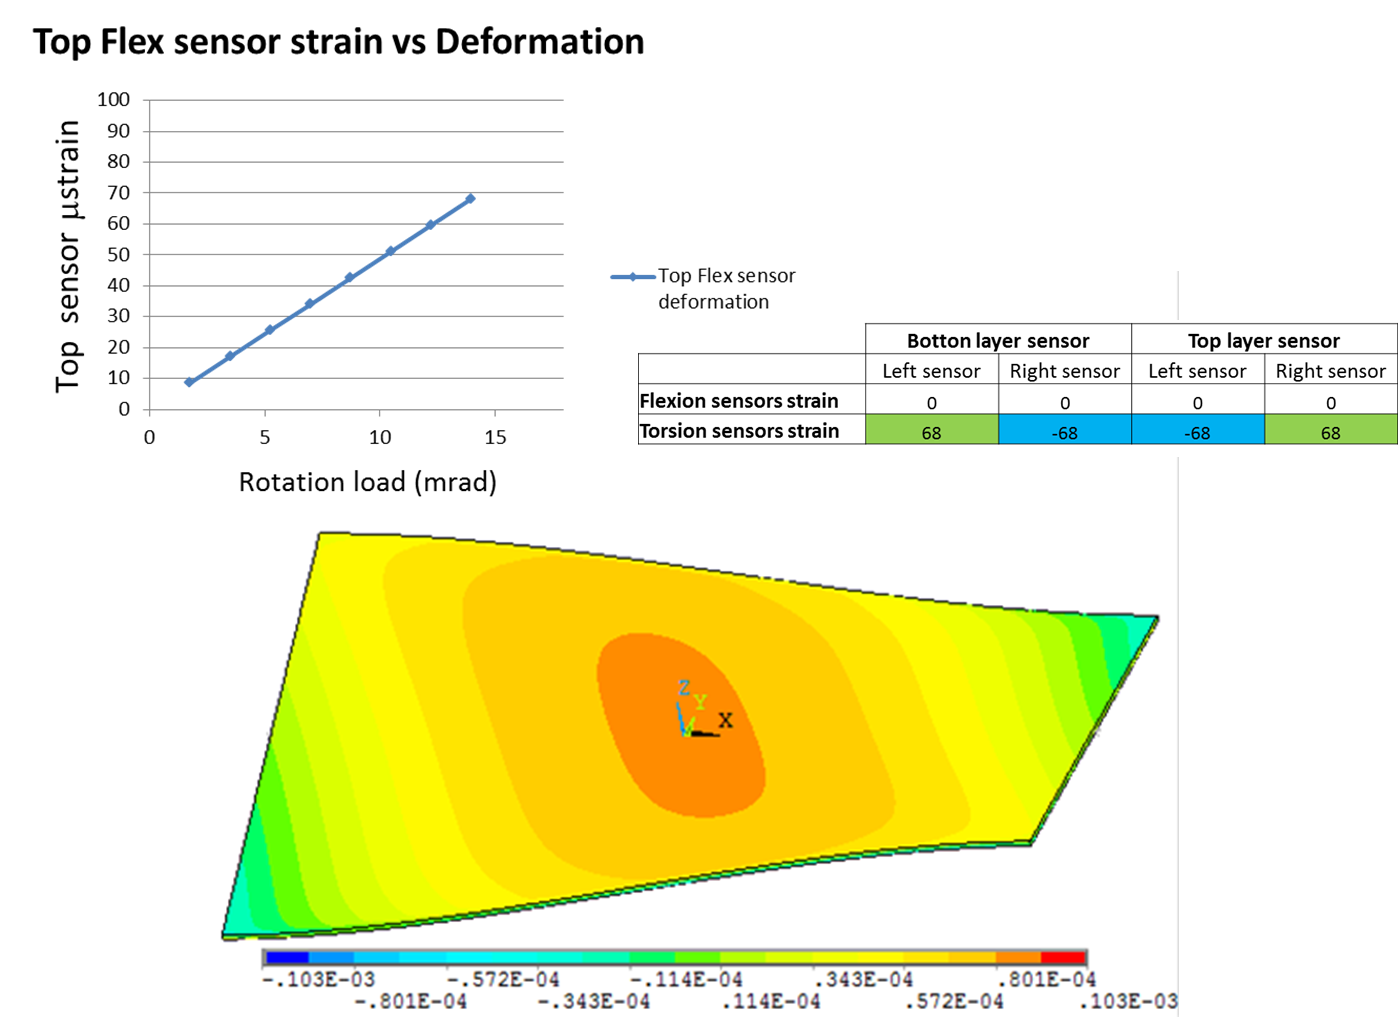 Top Flex sensor strain vs Deformation
100
90
80
70
60
50
40
30
20
10
0
Top sensor µstrain
0 5 10 15
Rotation load (mrad)
Top Flex sensor
deformation
Botton layer sensor Top layer sensor
Left sensor Right sensor Left sensor Right sensor
Flexion sensors strain 0 0 0 0
Torsion sensors strain 68 -68 -68 68
Z
Y
X
-.103E-03 -.572E-04 -.114E-04 .343E-04 .801E-04
-.801E-04 -.343E-04 .114E-04 .572E-04 .103E-03